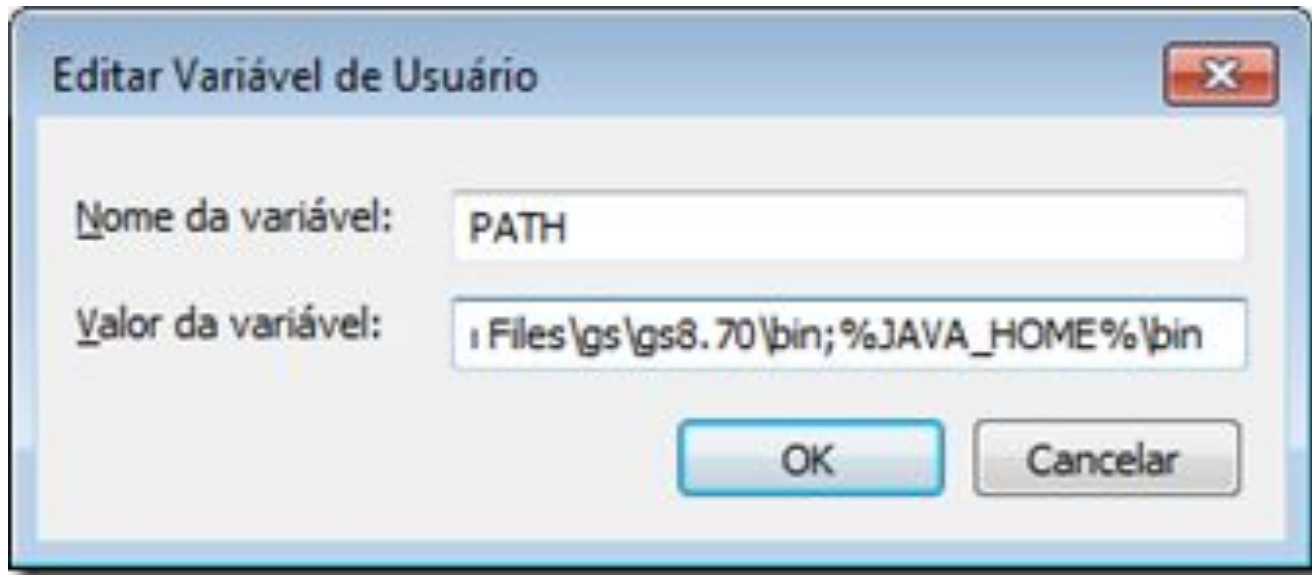 Editar Variável de Usuário
Nome da variável: PATH
Valor da variável: Files\gs\gs8.70\bin;%JAVA_HOME%\bin
OK Cancelar